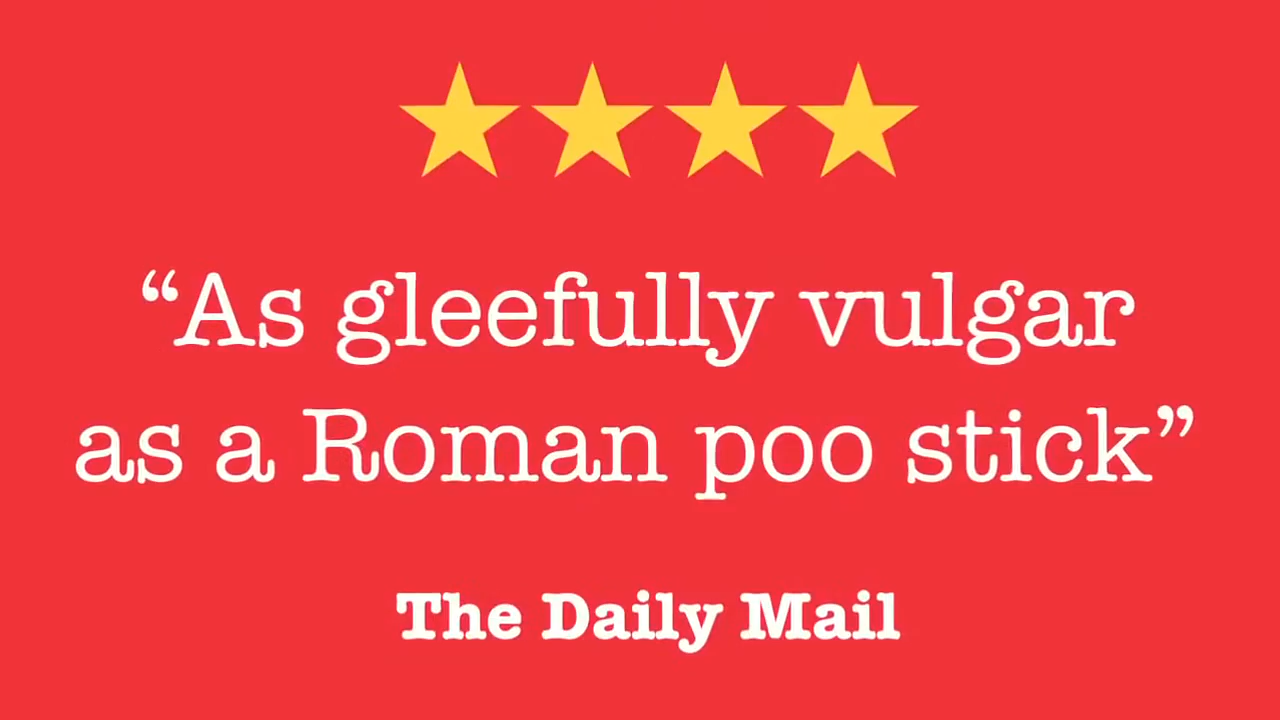 “As gleefully vulgar
as a Roman poo stick”
The Daily Mail